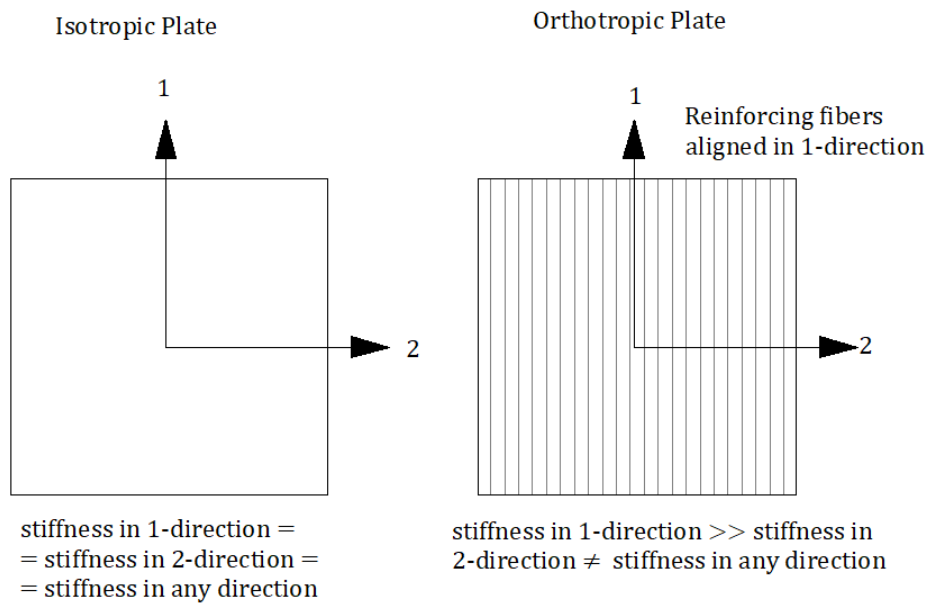 Isotropic Plate
Orthotropic Plate
1
1
Reinforcing fibers
aligned in 1-direction
2
2
stiffness in 1-direction =
= stiffness in 2-direction =
= stiffness in any direction
stiffness in 1-direction >> stiffness in
2-direction ≠ stiffness in any direction